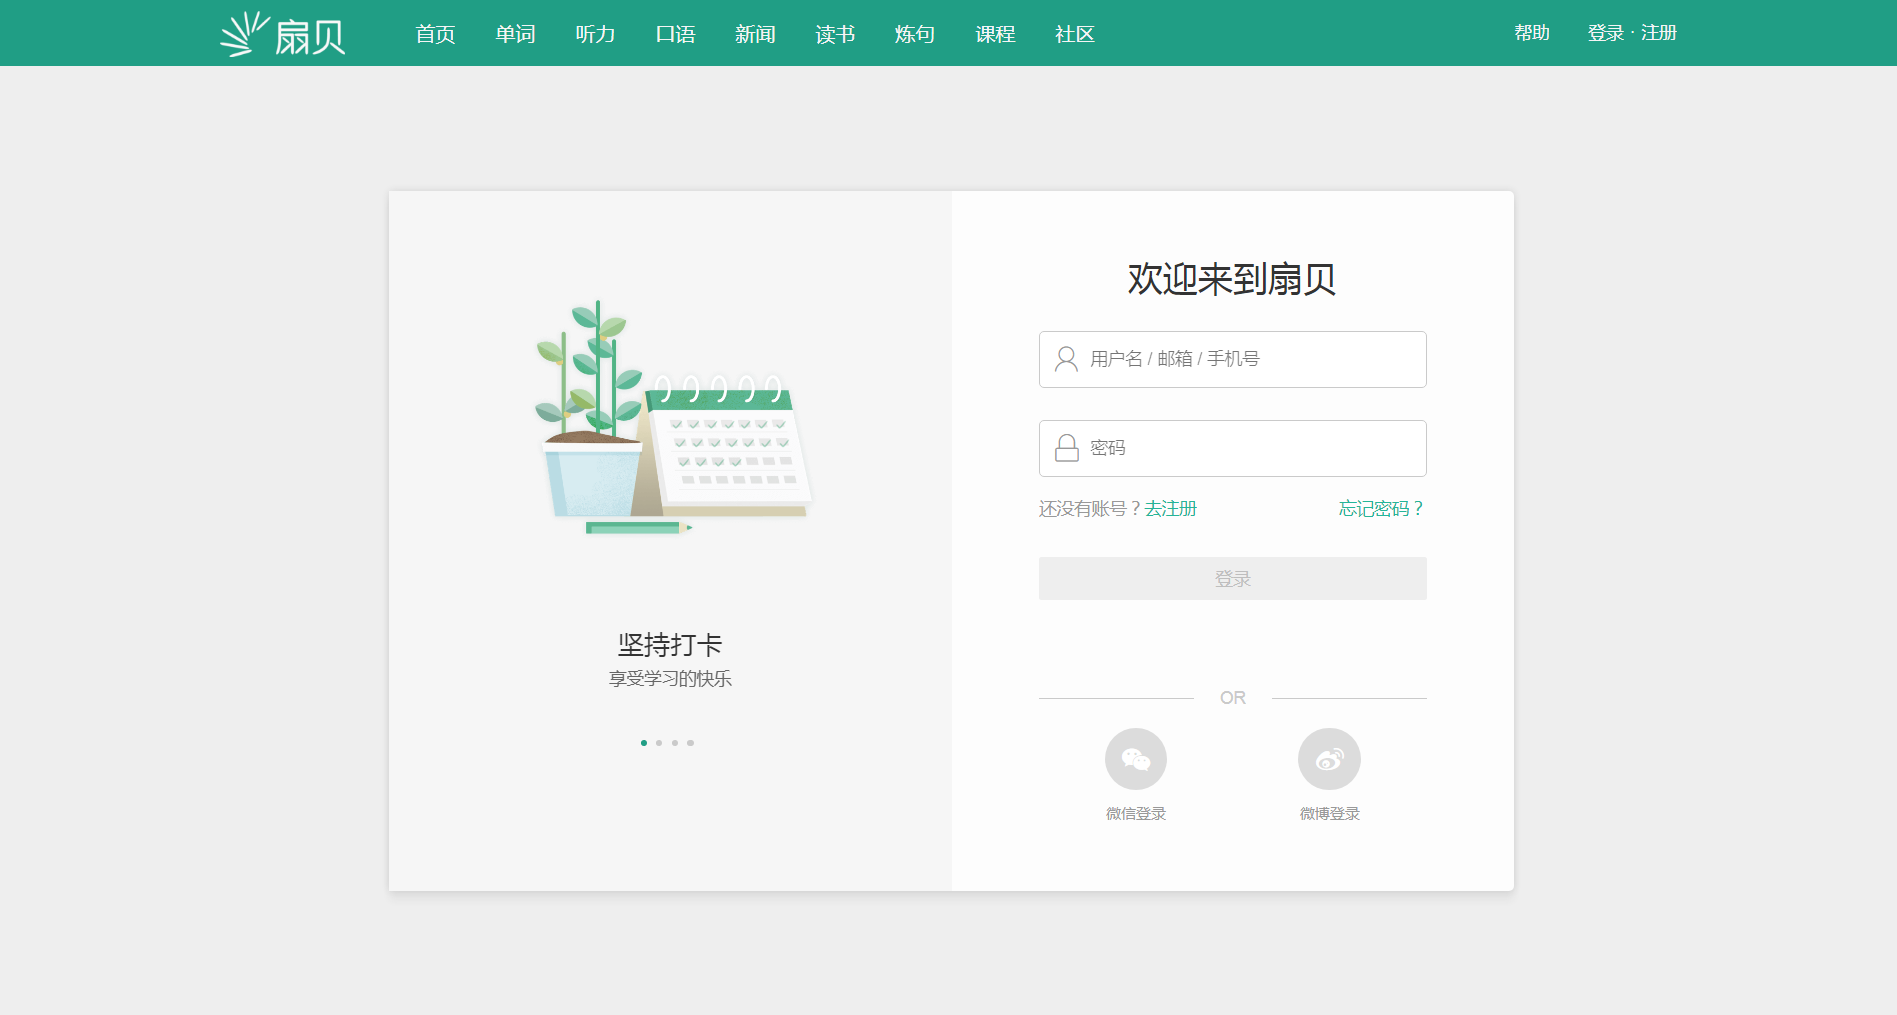 扇贝 首页 单词 听力 口语 新闻 读书 炼句 课程 社区 帮助 登录 · 注册
坚持打卡
享受学习的快乐
欢迎来到扇贝
用户名 / 邮箱 / 手机号
密码
还没有账号？去注册 忘记密码？
登录
OR
微信登录 微博登录